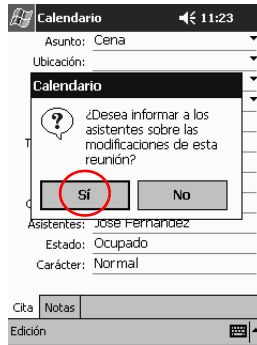 Calendario 11:23
Asunto: Cena
Ubicación:
Calendario
¿Desea informar a los
asistentes sobre las
modificaciones de esta
reunión?
Sí No
Asistentes: José Fernández
Estado: Ocupado
Carácter: Normal
Cita Notas
Edición